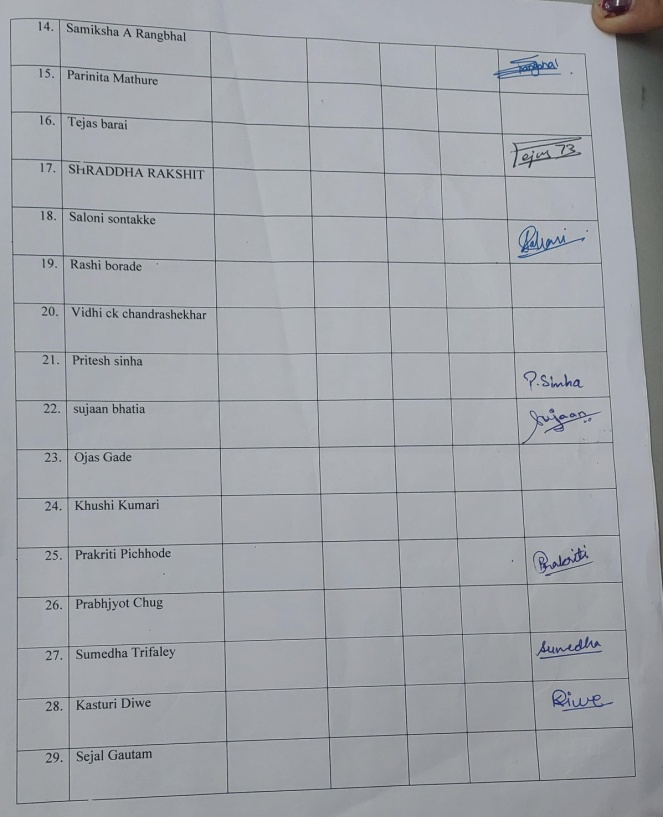 14. Samiksha A Rangbhal Rangbhal
15. Parinita Mathure
16. Tejas barai Tejas 73
17. SHRADDHA RAKSHIT
18. Saloni sontakke
19. Rashi borade
20. Vidhi ck chandrashekhar
21. Pritesh sinha P.Sinha
22. sujaan bhatia Sujaan
23. Ojas Gade
24. Khushi Kumari
25. Prakriti Pichhode Prakriti
26. Prabhjyot Chug
27. Sumedha Trifaley Sumedha
28. Kasturi Diwe Diwe
29. Sejal Gautam